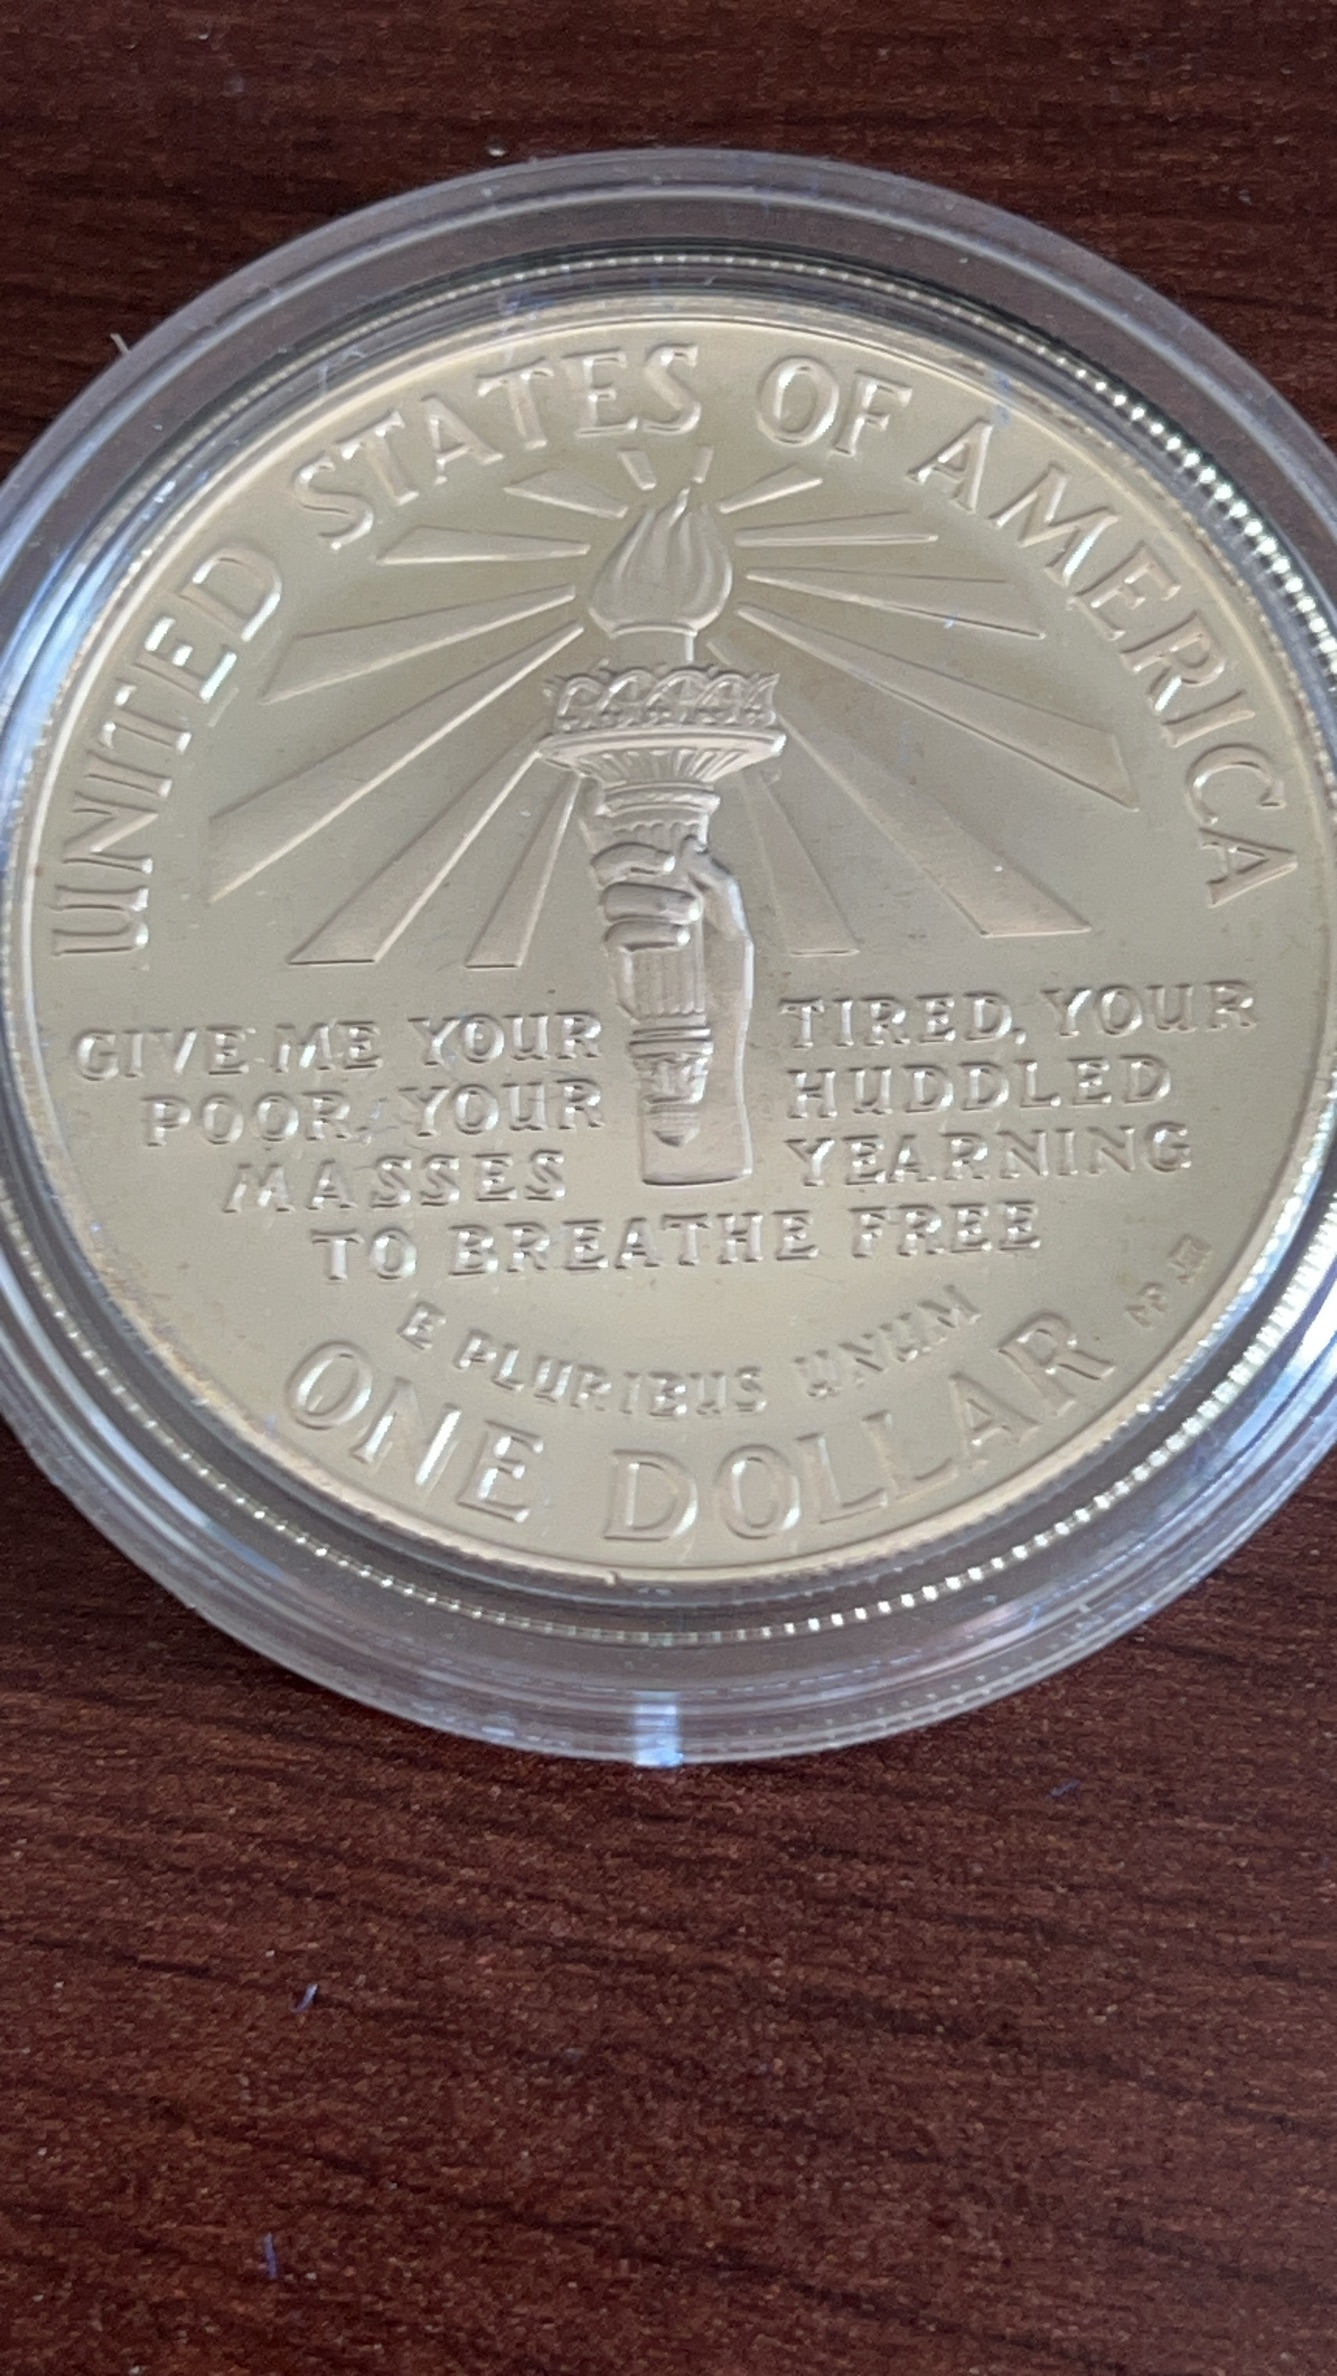 UNITED STATES OF AMERICA
GIVE ME YOUR TIRED, YOUR
POOR, YOUR HUDDLED
MASSES YEARNING
TO BREATHE FREE
E PLURIBUS UNUM
ONE DOLLAR